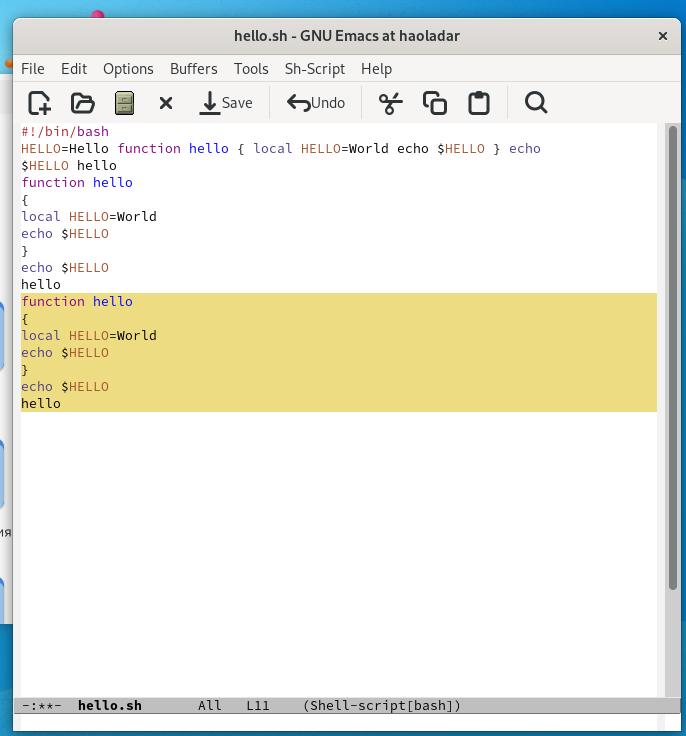 hello.sh - GNU Emacs at haoladar
File Edit Options Buffers Tools Sh-Script Help
Save Undo
#!/bin/bash
HELLO=Hello function hello { local HELLO=World echo $HELLO } echo
$HELLO hello
function hello
{
local HELLO=World
echo $HELLO
}
echo $HELLO
hello
function hello
{
local HELLO=World
echo $HELLO
}
echo $HELLO
hello
ия
-:**- hello.sh All L11 (Shell-script[bash])